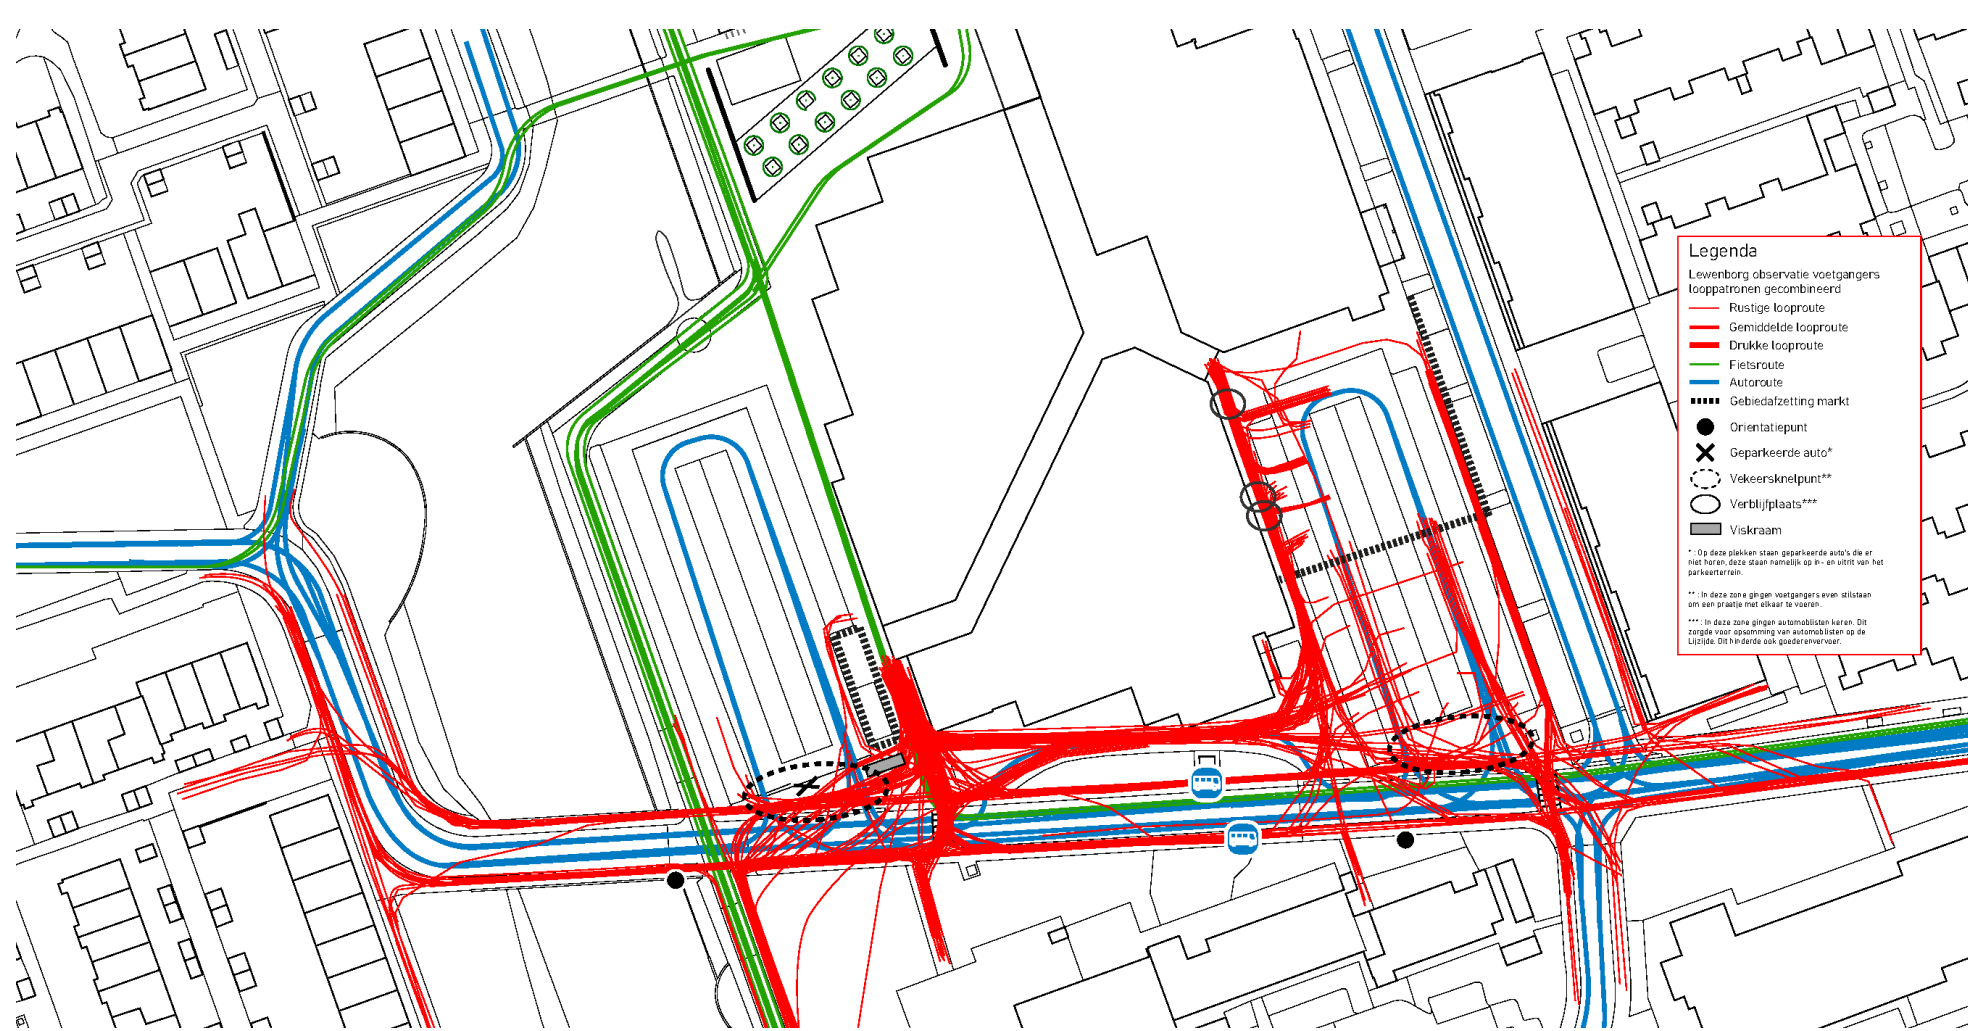 Legenda
Lewenborg observatie voetgangers
looppatronen gecombineerd
Rustige looproute
Gemiddelde looproute
Drukke looproute
Fietsroute
Autoroute
Gebiedafzetting markt
Orientatiepunt
Geparkeerde auto*
Vekeersknelpunt**
Verblijfplaats***
Viskraam
* : Op deze plekken staan geparkeerde auto's die er
niet horen, deze staan namelijk op in- en uitrit van het
parkeerterrein.
** : In deze zone gingen voetgangers even stilstaan
om een praatje met elkaar te voeren.
*** : In deze zone gingen automoblisten keren. Dit
zorgde voor opsomming van automoblisten op de
Lijzijde. Dit hinderde ook goederenvervoer.